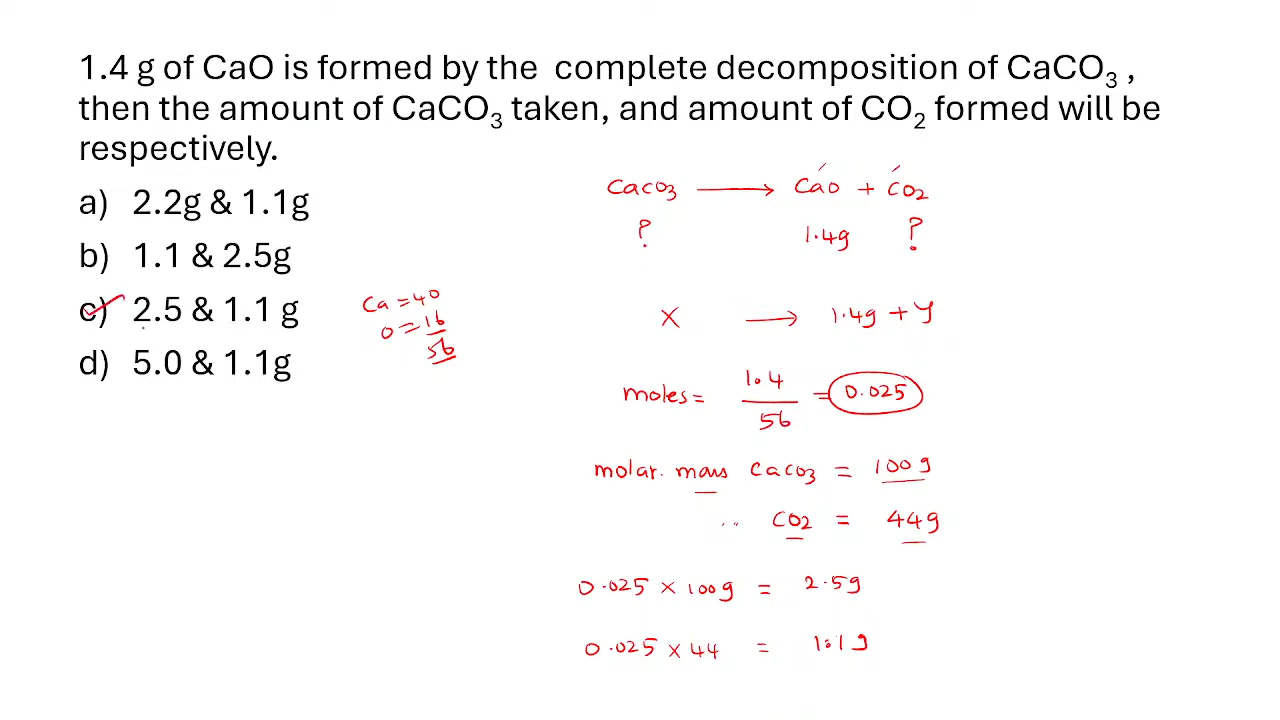 1.4 g of CaO is formed by the complete decomposition of CaCO₃ ,
then the amount of CaCO₃ taken, and amount of CO₂ formed will be
respectively.
a) 2.2g & 1.1g
b) 1.1 & 2.5g
c) 2.5 & 1.1 g
d) 5.0 & 1.1g
CaCO₃ ⟶ CaO + CO₂
? 1.4g ?
Ca = 40
O = 16
56
X ⟶ 1.4g + Y
moles = 1.4/56 = 0.025
molar. mass CaCO₃ = 100g
,, CO₂ = 44g
0.025 × 100g = 2.5g
0.025 × 44 = 1.1g